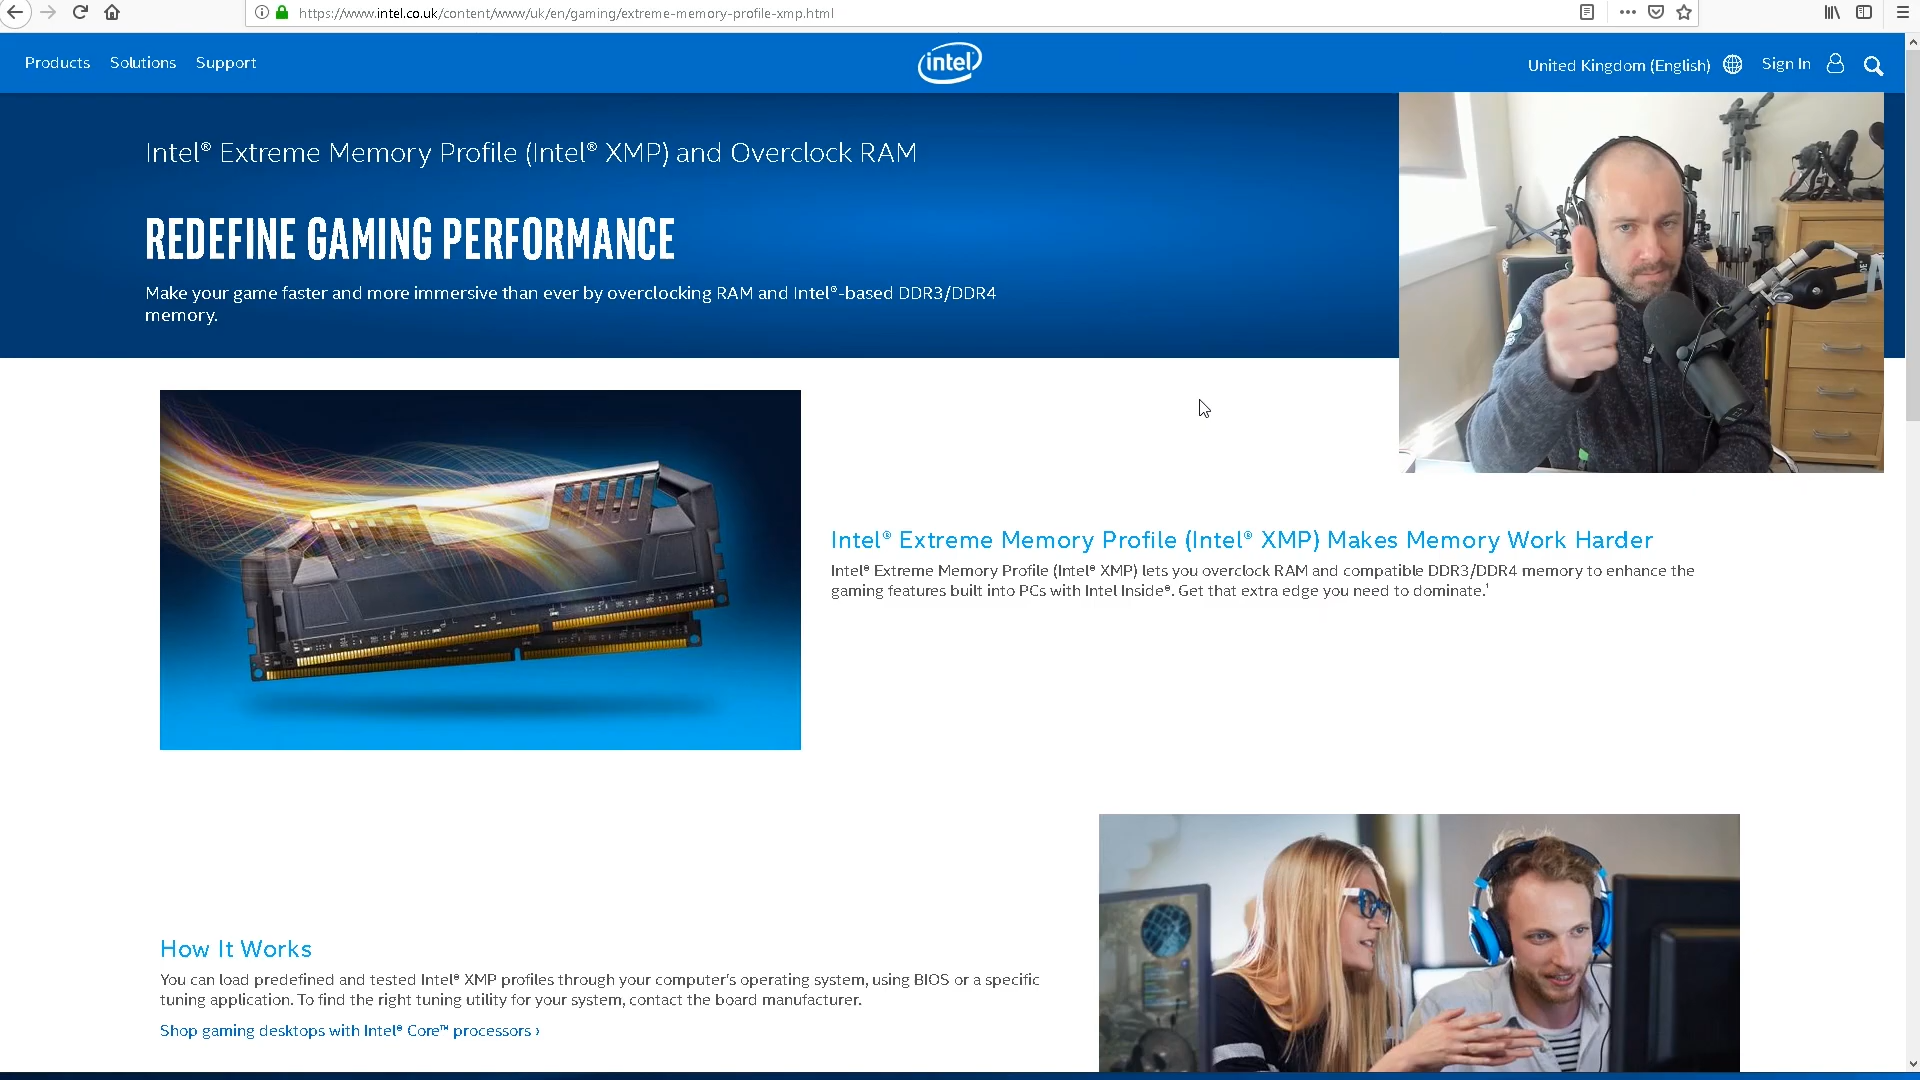 https://www.intel.co.uk/content/www/uk/en/gaming/extreme-memory-profile-xmp.html
Products Solutions Support
intel
United Kingdom (English) Sign In
Intel® Extreme Memory Profile (Intel® XMP) and Overclock RAM
REDEFINE GAMING PERFORMANCE
Make your game faster and more immersive than ever by overclocking RAM and Intel®-based DDR3/DDR4
memory.
Intel® Extreme Memory Profile (Intel® XMP) Makes Memory Work Harder
Intel® Extreme Memory Profile (Intel® XMP) lets you overclock RAM and compatible DDR3/DDR4 memory to enhance the
gaming features built into PCs with Intel Inside®. Get that extra edge you need to dominate.¹
How It Works
You can load predefined and tested Intel® XMP profiles through your computer's operating system, using BIOS or a specific
tuning application. To find the right tuning utility for your system, contact the board manufacturer.
Shop gaming desktops with Intel® Core™ processors ›